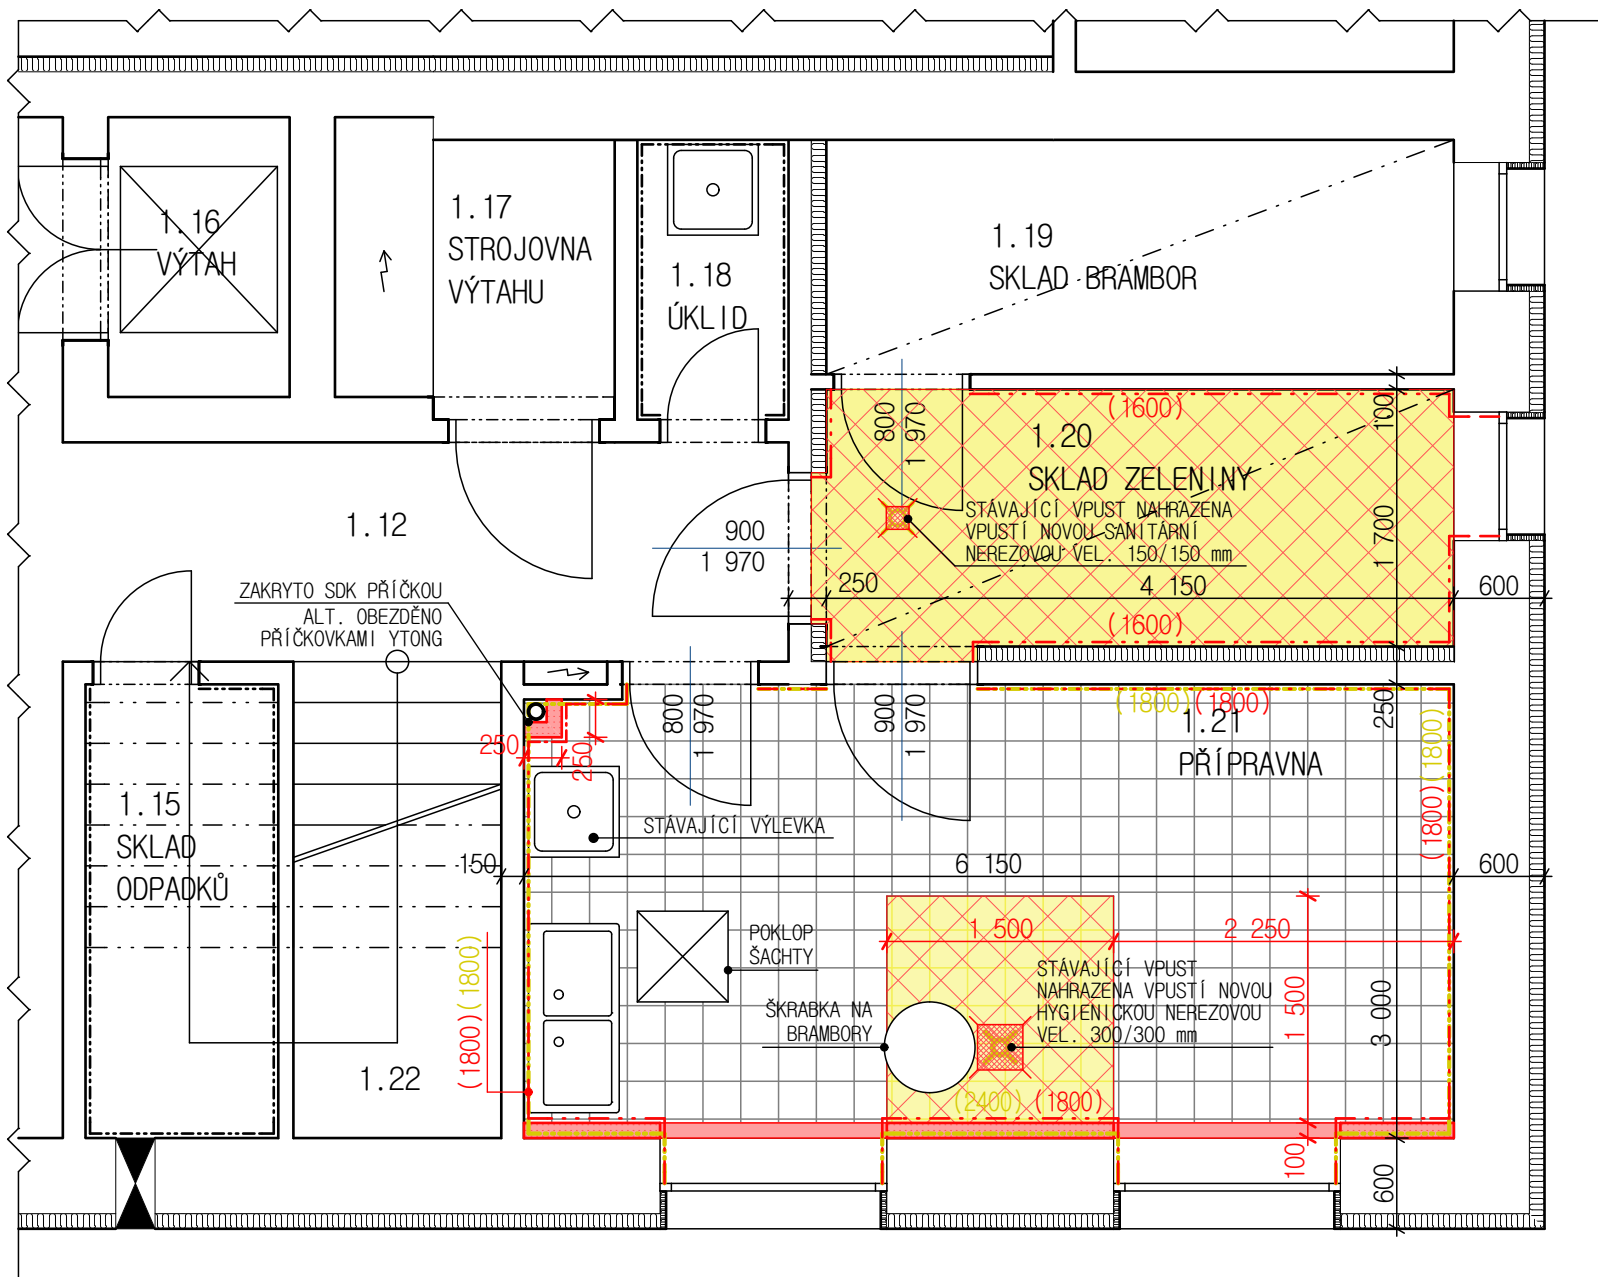 1.16
VÝTAH
1.17
STROJOVNA
VÝTAHU
1.18
ÚKLID
1.19
SKLAD BRAMBOR
800
1 970
(1600)
100
1.20
SKLAD ZELENINY
STÁVAJÍCÍ VPUST NAHRAZENA
VPUSTÍ NOVOU SANITÁRNÍ
NEREZOVOU VEL. 150/150 mm
1 700
1.12
900
1 970
250
4 150
600
(1600)
ZAKRYTO SDK PŘÍČKOU
ALT. OBEZDĚNO
PŘÍČKOVKAMI YTONG
800
1 970
900
1 970
(1800)(1800)
250
250
250
1.21
PŘÍPRAVNA
(1800)(1800)
1.15
SKLAD
ODPADKŮ
STÁVAJÍCÍ VÝLEVKA
150
6 150
600
POKLOP
ŠACHTY
1 500
2 250
(1800)(1800)
STÁVAJÍCÍ VPUST
NAHRAZENA VPUSTÍ NOVOU
HYGIENICKOU NEREZOVOU
VEL. 300/300 mm
1 500
3 000
ŠKRABKA NA
BRAMBORY
1.22
(2400) (1800)
100
600